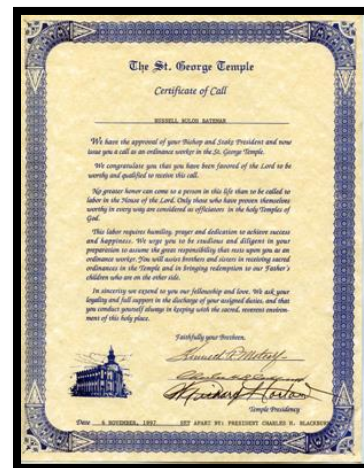 The St. George Temple
Certificate of Call
RUSSELL HOLOR BATEMAN
We have the approval of your Bishop and Stake President and now
issue you a call as an ordinance worker in the St. George Temple.
We congratulate you that you have been favored of the Lord to be
worthy and qualified to receive this call.
No greater honor can come to a person in this life than to be called to
labor in the House of the Lord. Only those who have proven themselves
worthy in every way are considered as officiators in the holy Temples of
God.
This labor requires humility, prayer and dedication to achieve success
and happiness. We urge you to be studious and diligent in your
preparation to assume the great responsibility that rests upon you as an
ordinance worker. You will assist brothers and sisters in receiving sacred
ordinances in the Temple and in bringing redemption to our Father's
children who are on the other side.
In sincerity we extend to you our fellowship and love. We ask your
loyalty and full support in the discharge of your assigned duties, and that
you conduct yourself always in keeping with the sacred, reverent environ-
ment of this holy place.
Faithfully your Brethren,
Temple Presidency
Date 6 NOVEMBER, 1997 SET APART BY: PRESIDENT CHARLES H. BLACKBURN